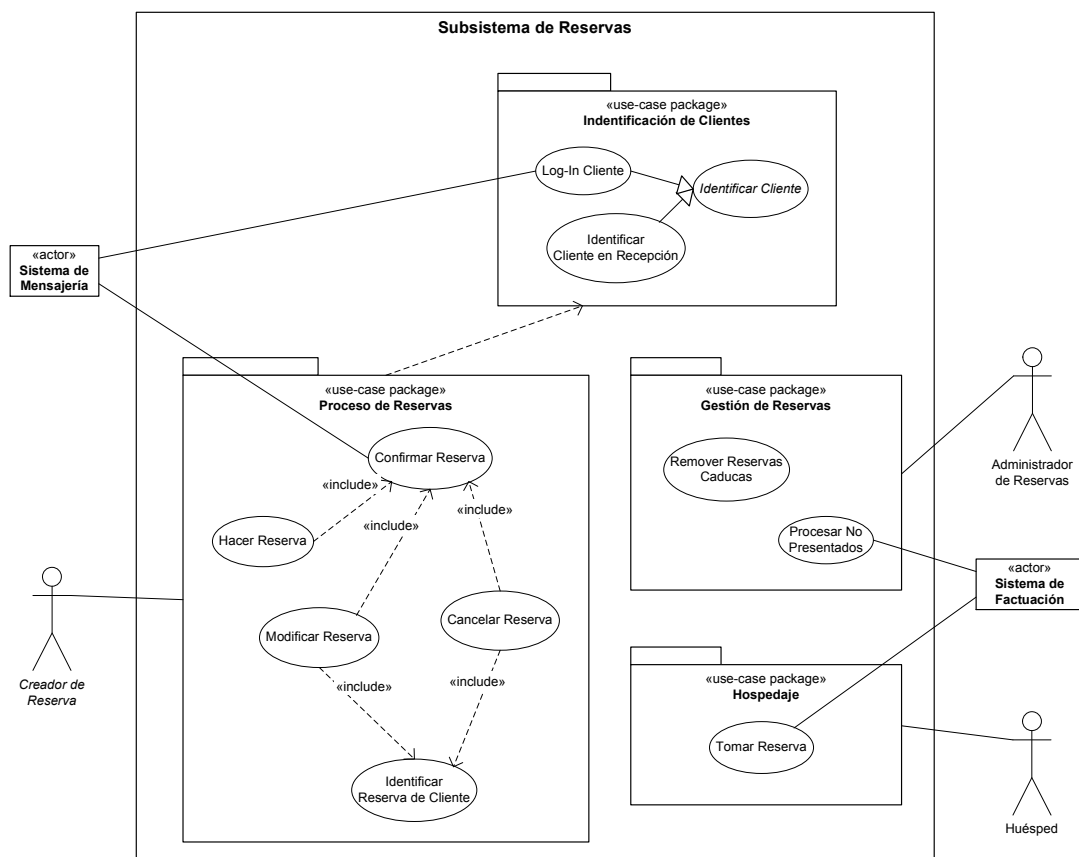 Subsistema de Reservas
«use-case package»
Indentificación de Clientes
Log-In Cliente
Identificar Cliente
Identificar
Cliente en Recepción
«actor»
Sistema de
Mensajería
«use-case package»
Proceso de Reservas
Confirmar Reserva
«include»
«include»
«include»
Hacer Reserva
Modificar Reserva
Cancelar Reserva
«include»
«include»
Identificar
Reserva de Cliente
Creador de
Reserva
«use-case package»
Gestión de Reservas
Remover Reservas
Caducas
Procesar No
Presentados
Administrador
de Reservas
«actor»
Sistema de
Factuación
«use-case package»
Hospedaje
Tomar Reserva
Huésped